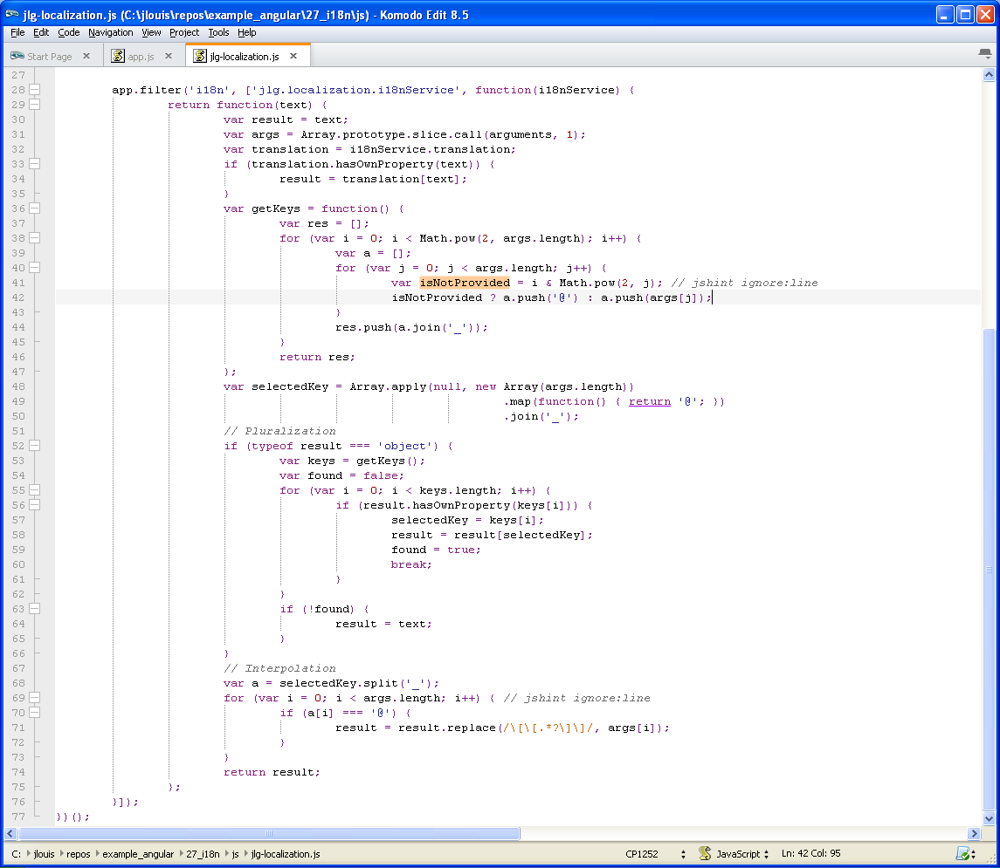 jlg-localization.js (C:\jlouis\repos\example_angular\27_i18n\js) - Komodo Edit 8.5
File Edit Code Navigation View Project Tools Help
Start Page app.js jlg-localization.js
27
28 app.filter('i18n', ['jlg.localization.i18nService', function(i18nService) {
29 return function(text) {
30 var result = text;
31 var args = Array.prototype.slice.call(arguments, 1);
32 var translation = i18nService.translation;
33 if (translation.hasOwnProperty(text)) {
34 result = translation[text];
35 }
36 var getKeys = function() {
37 var res = [];
38 for (var i = 0; i < Math.pow(2, args.length); i++) {
39 var a = [];
40 for (var j = 0; j < args.length; j++) {
41 var isNotProvided = i & Math.pow(2, j); // jshint ignore:line
42 isNotProvided ? a.push('@') : a.push(args[j]);
43 }
44 res.push(a.join('_'));
45 }
46 return res;
47 };
48 var selectedKey = Array.apply(null, new Array(args.length))
49 .map(function() { return '@'; })
50 .join('_');
51 // Pluralization
52 if (typeof result === 'object') {
53 var keys = getKeys();
54 var found = false;
55 for (var i = 0; i < keys.length; i++) {
56 if (result.hasOwnProperty(keys[i])) {
57 selectedKey = keys[i];
58 result = result[selectedKey];
59 found = true;
60 break;
61 }
62 }
63 if (!found) {
64 result = text;
65 }
66 }
67 // Interpolation
68 var a = selectedKey.split('_');
69 for (var i = 0; i < args.length; i++) { // jshint ignore:line
70 if (a[i] === '@') {
71 result = result.replace(/\[\[.*?\]\]/, args[i]);
72 }
73 }
74 return result;
75 };
76 }]);
77 })();
C: jlouis repos example_angular 27_i18n js jlg-localization.js CP1252 JavaScript Ln: 42 Col: 95